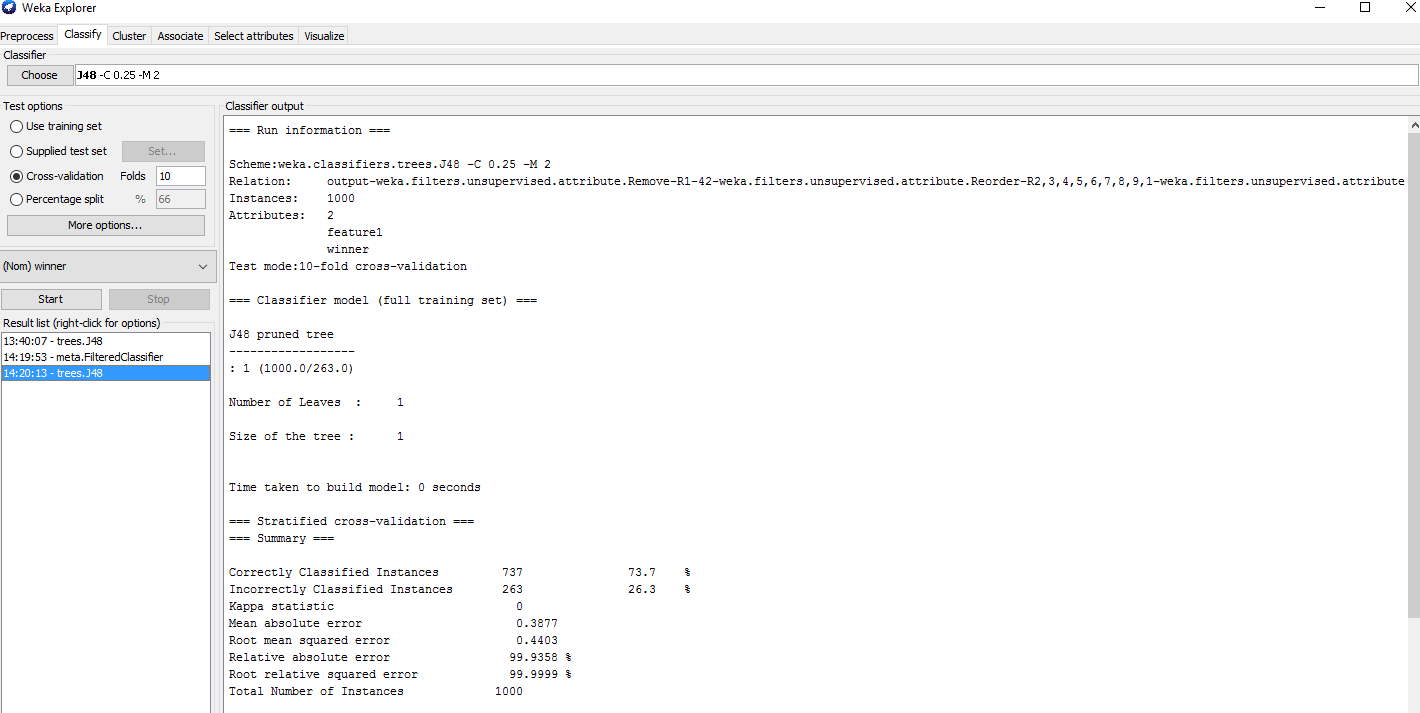 Weka Explorer
Preprocess Classify Cluster Associate Select attributes Visualize
Classifier
Choose J48 -C 0.25 -M 2
Test options
Use training set
Supplied test set Set...
Cross-validation Folds 10
Percentage split % 66
More options...
(Nom) winner
Start Stop
Result list (right-click for options)
13:40:07 - trees.J48
14:19:53 - meta.FilteredClassifier
14:20:13 - trees.J48
Classifier output
=== Run information ===
Scheme:weka.classifiers.trees.J48 -C 0.25 -M 2
Relation: output-weka.filters.unsupervised.attribute.Remove-R1-42-weka.filters.unsupervised.attribute.Reorder-R2,3,4,5,6,7,8,9,1-weka.filters.unsupervised.attribute
Instances: 1000
Attributes: 2
feature1
winner
Test mode:10-fold cross-validation
=== Classifier model (full training set) ===
J48 pruned tree
------------------
: 1 (1000.0/263.0)
Number of Leaves : 1
Size of the tree : 1
Time taken to build model: 0 seconds
=== Stratified cross-validation ===
=== Summary ===
Correctly Classified Instances 737 73.7 %
Incorrectly Classified Instances 263 26.3 %
Kappa statistic 0
Mean absolute error 0.3877
Root mean squared error 0.4403
Relative absolute error 99.9358 %
Root relative squared error 99.9999 %
Total Number of Instances 1000